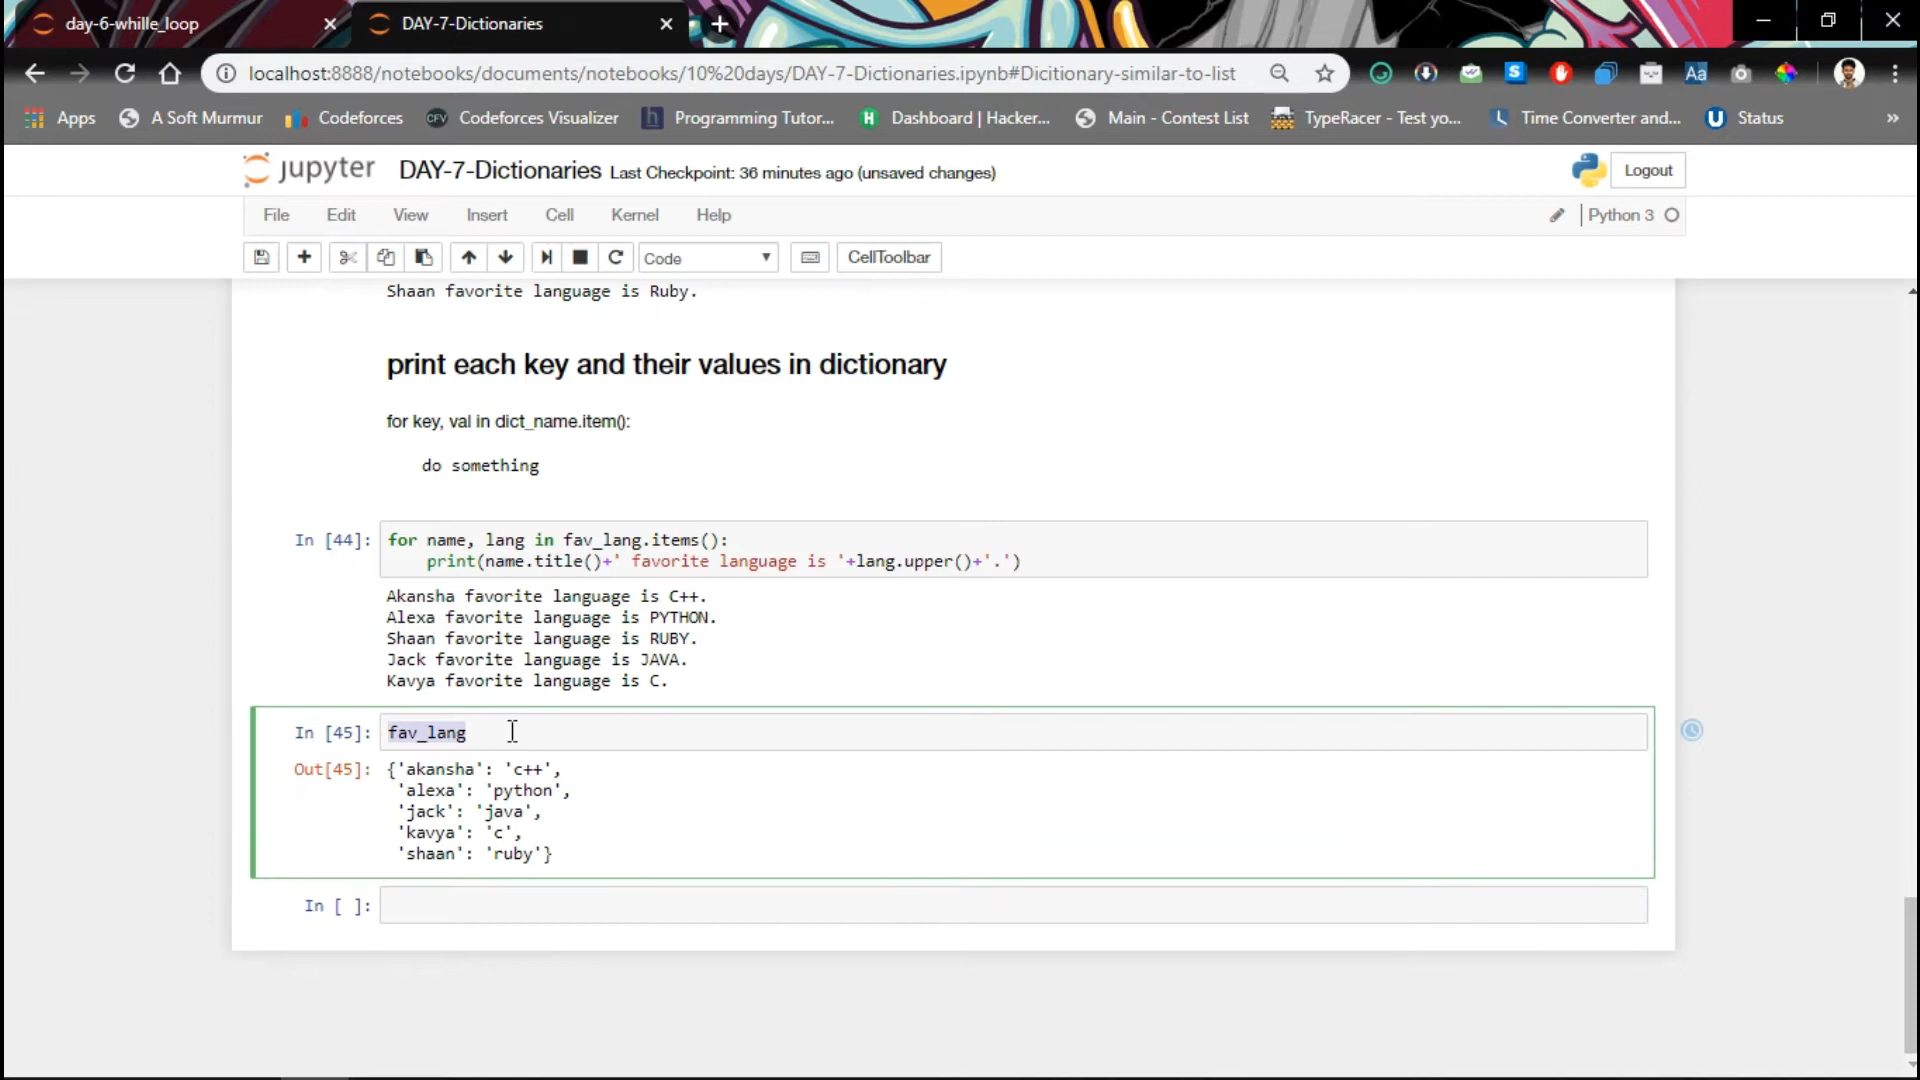 day-6-whille_loop
DAY-7-Dictionaries
localhost:8888/notebooks/documents/notebooks/10%20days/DAY-7-Dictionaries.ipynb#Dicitionary-similar-to-list
Apps A Soft Murmur Codeforces CFV Codeforces Visualizer Programming Tutor... Dashboard | Hacker... Main - Contest List TypeRacer - Test yo... Time Converter and... Status »
jupyter DAY-7-Dictionaries Last Checkpoint: 36 minutes ago (unsaved changes) Logout
File Edit View Insert Cell Kernel Help Python 3
Code CellToolbar
Shaan favorite language is Ruby.
print each key and their values in dictionary
for key, val in dict_name.item():
do something
In [44]: for name, lang in fav_lang.items():
print(name.title()+' favorite language is '+lang.upper()+'.')
Akansha favorite language is C++.
Alexa favorite language is PYTHON.
Shaan favorite language is RUBY.
Jack favorite language is JAVA.
Kavya favorite language is C.
In [45]: fav_lang
Out[45]: {'akansha': 'c++',
'alexa': 'python',
'jack': 'java',
'kavya': 'c',
'shaan': 'ruby'}
In [ ]: